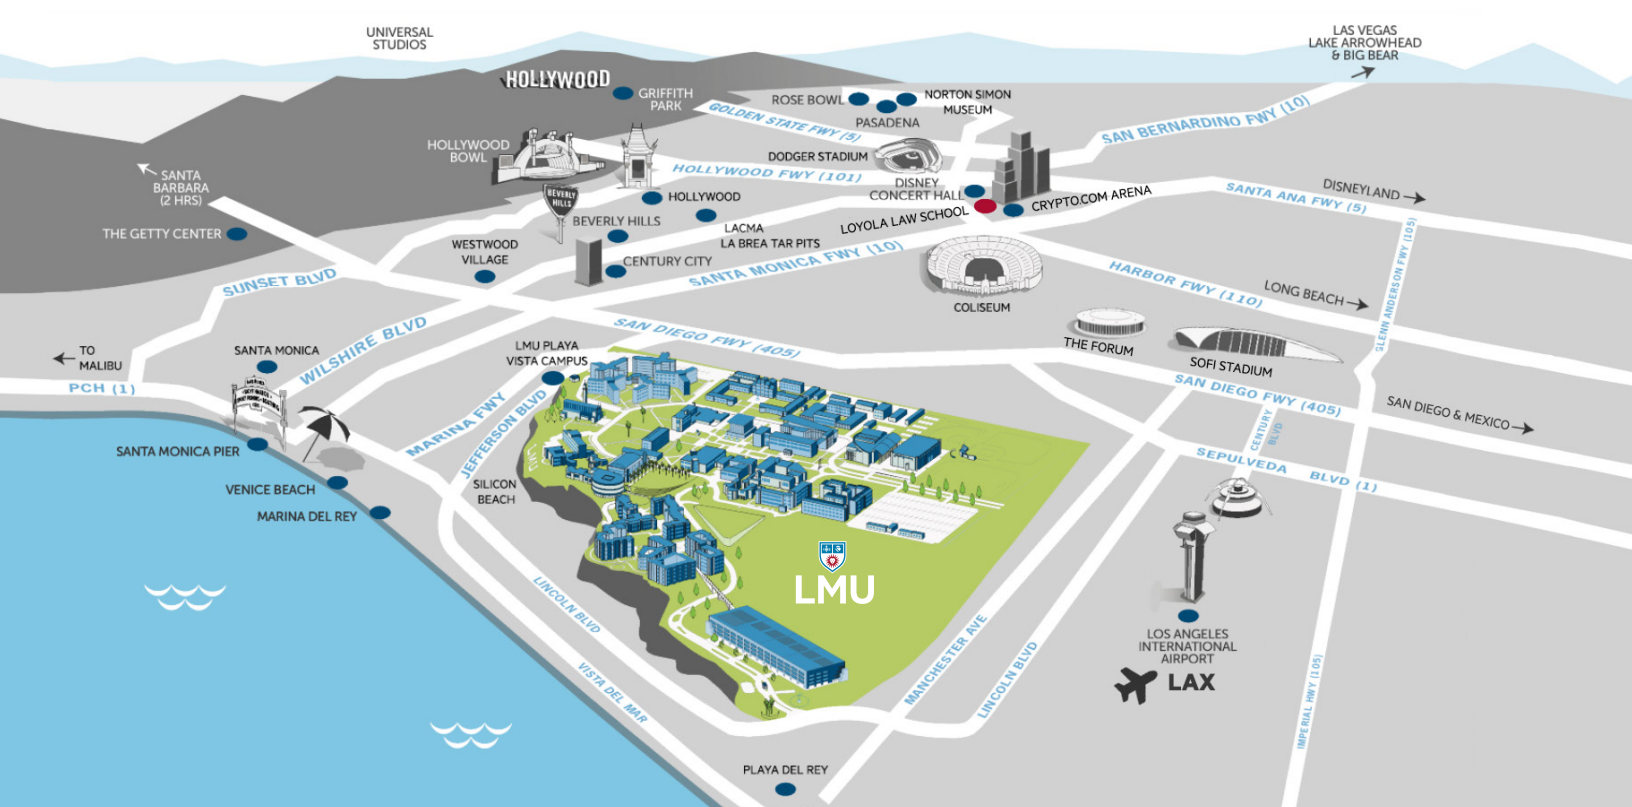 UNIVERSAL
STUDIOS
LAS VEGAS
LAKE ARROWHEAD
& BIG BEAR
HOLLYWOOD
GRIFFITH
PARK
ROSE BOWL
NORTON SIMON
MUSEUM
PASADENA
GOLDEN STATE FWY (5)
SAN BERNARDINO FWY (10)
HOLLYWOOD
BOWL
DODGER STADIUM
HOLLYWOOD FWY (101)
SANTA
BARBARA
(2 HRS)
DISNEY
CONCERT HALL
BEVERLY
HILLS
HOLLYWOOD
CRYPTO.COM ARENA
SANTA ANA FWY (5)
DISNEYLAND
LOYOLA LAW SCHOOL
THE GETTY CENTER
BEVERLY HILLS
LACMA
LA BREA TAR PITS
WESTWOOD
VILLAGE
CENTURY CITY
SANTA MONICA FWY (10)
GLENN ANDERSON FWY (105)
SUNSET BLVD
HARBOR FWY (110)
LONG BEACH
COLISEUM
WILSHIRE BLVD
SAN DIEGO FWY (405)
THE FORUM
SOFI STADIUM
TO
MALIBU
PCH (1)
SANTA MONICA
LMU PLAYA
VISTA CAMPUS
SAN DIEGO FWY (405)
SAN DIEGO & MEXICO
MARINA FWY
JEFFERSON BLVD
CENTURY
BLVD
SANTA MONICA PIER
LMU
SEPULVEDA BLVD (1)
VENICE BEACH
SILICON
BEACH
MARINA DEL REY
LMU
LINCOLN BLVD
VISTA DEL MAR
MANCHESTER AVE
LINCOLN BLVD
LOS ANGELES
INTERNATIONAL
AIRPORT
LAX
IMPERIAL HWY (105)
PLAYA DEL REY